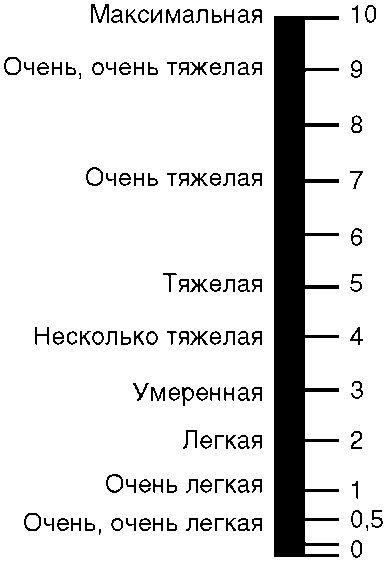 Максимальная 10
Очень, очень тяжелая 9
8
Очень тяжелая 7
6
Тяжелая 5
Несколько тяжелая 4
Умеренная 3
Легкая 2
Очень легкая 1
Очень, очень легкая 0,5
0